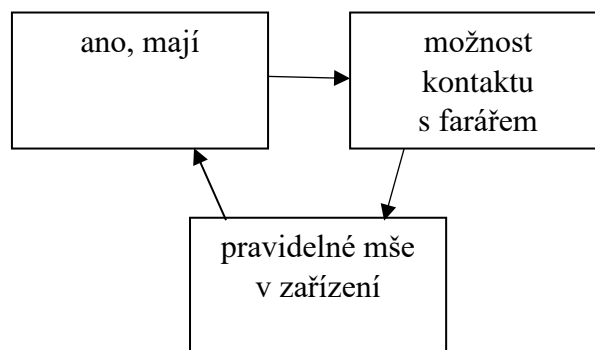 ano, mají
možnost
kontaktu
s farářem
pravidelné mše
v zařízení